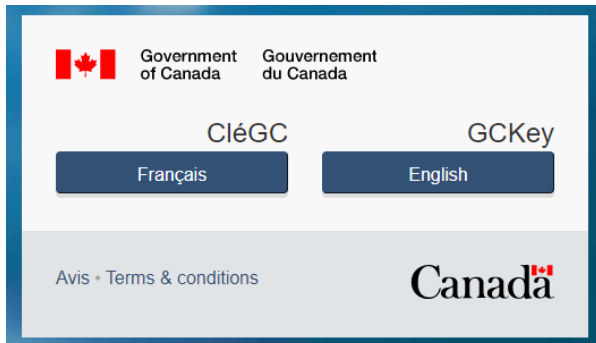 Government of Canada
Gouvernement du Canada
CléGC
GCKey
Français
English
Avis • Terms & conditions
Canada